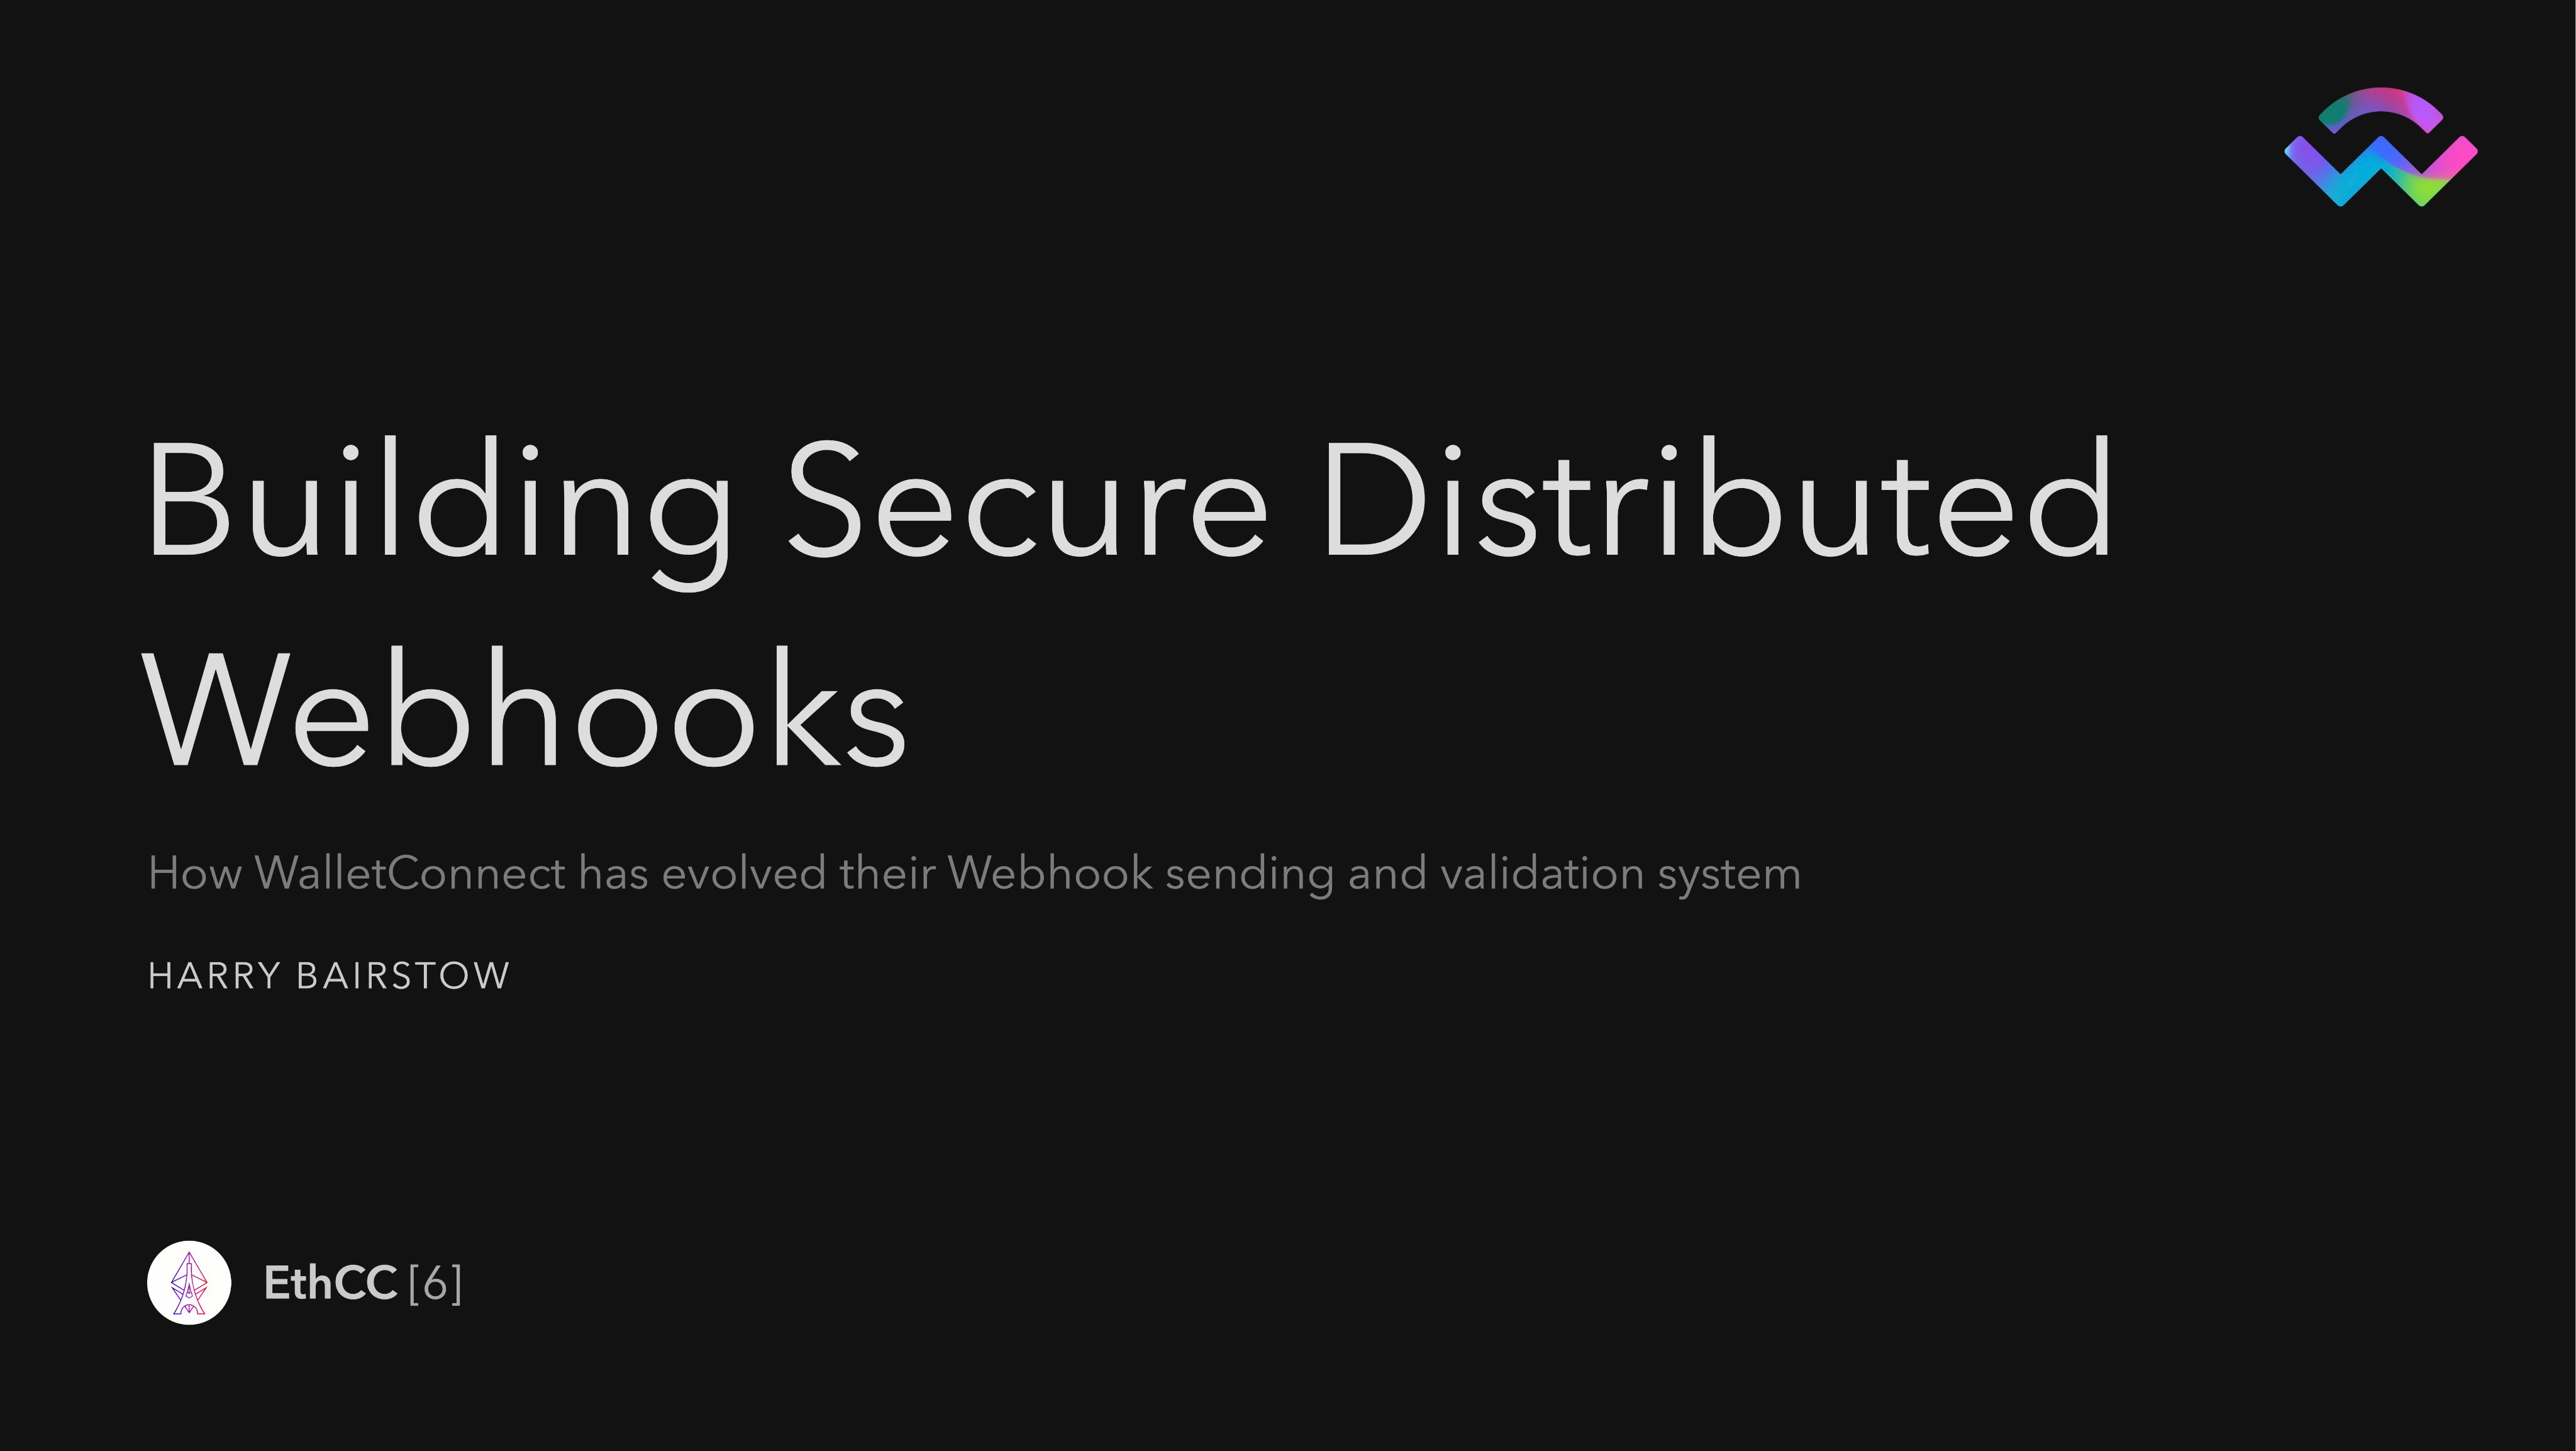 Building Secure Distributed
Webhooks
How WalletConnect has evolved their Webhook sending and validation system
HARRY BAIRSTOW
EthCC [6]